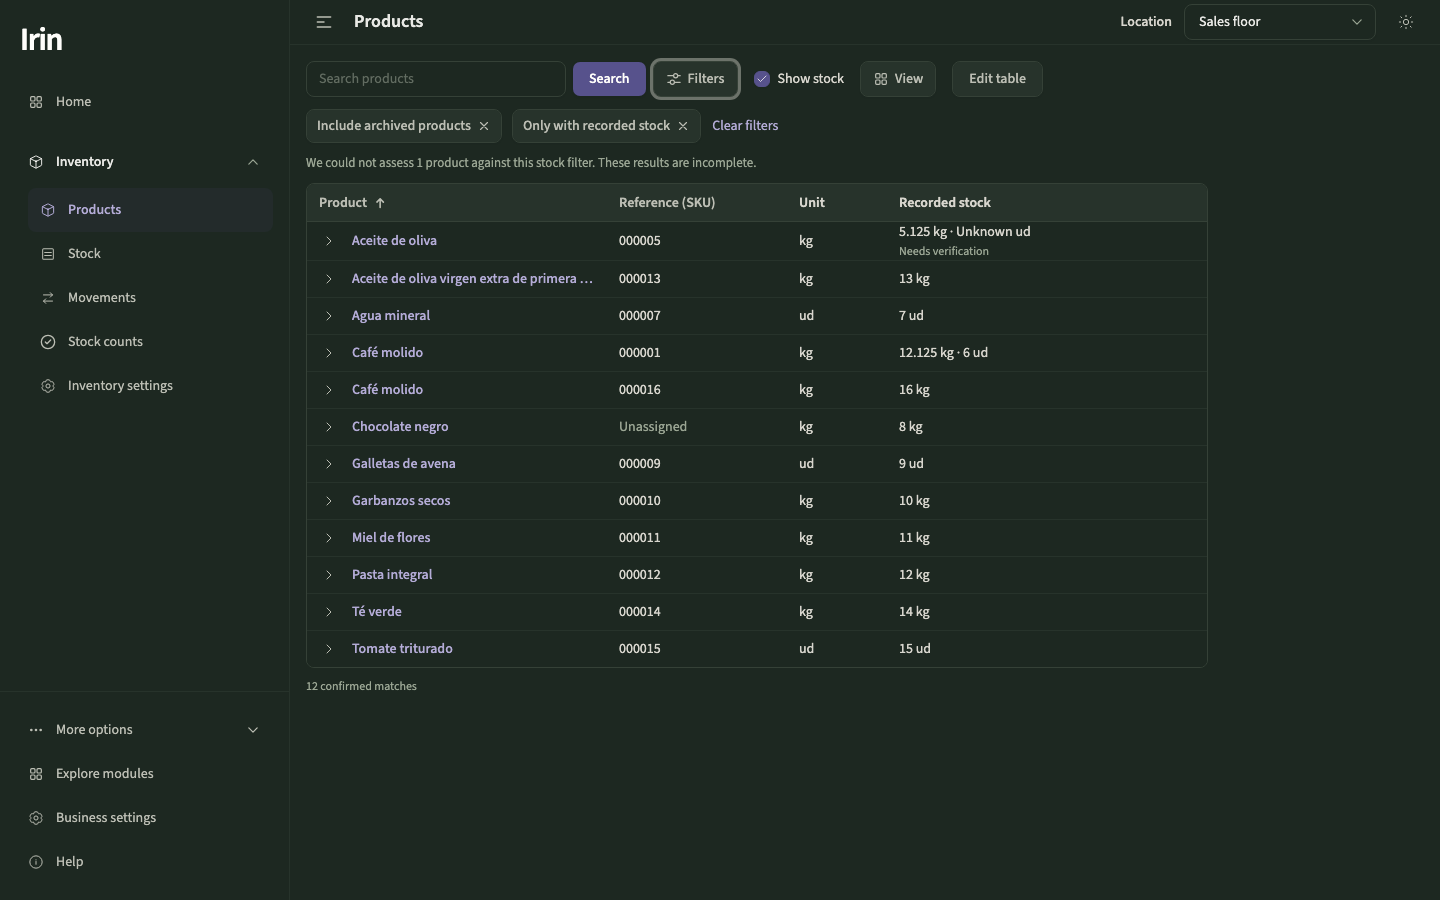 Irin
Home
Inventory
Products
Stock
Movements
Stock counts
Inventory settings
More options
Explore modules
Business settings
Help
Products
Location
Sales floor
Search products
Search
Filters
Show stock
View
Edit table
Include archived products
Only with recorded stock
Clear filters
We could not assess 1 product against this stock filter. These results are incomplete.
Product Reference (SKU) Unit Recorded stock
Aceite de oliva 000005 kg 5.125 kg · Unknown ud
Needs verification
Aceite de oliva virgen extra de primera … 000013 kg 13 kg
Agua mineral 000007 ud 7 ud
Café molido 000001 kg 12.125 kg · 6 ud
Café molido 000016 kg 16 kg
Chocolate negro Unassigned kg 8 kg
Galletas de avena 000009 ud 9 ud
Garbanzos secos 000010 kg 10 kg
Miel de flores 000011 kg 11 kg
Pasta integral 000012 kg 12 kg
Té verde 000014 kg 14 kg
Tomate triturado 000015 ud 15 ud
12 confirmed matches